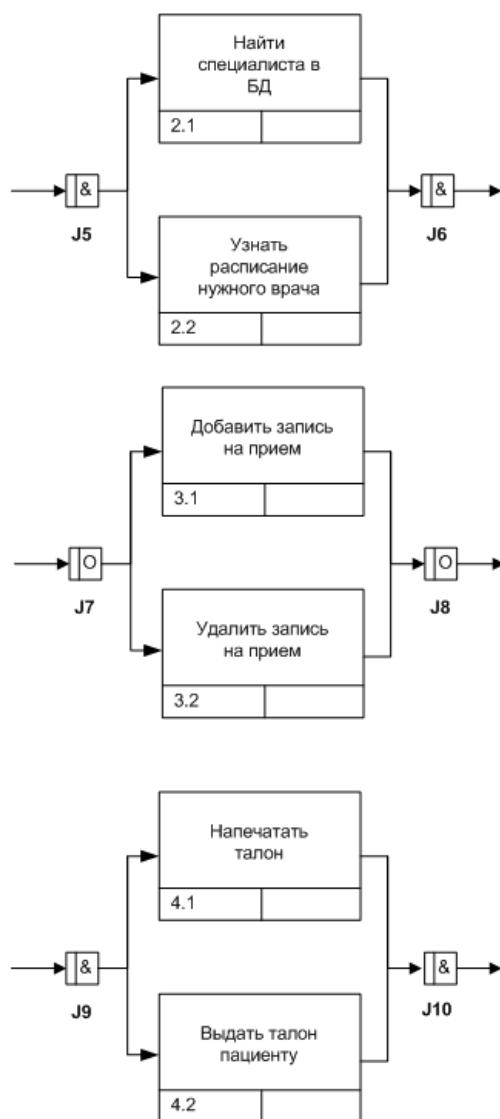 Найти
специалиста в
БД
2.1
&
&
J5
J6
Узнать
расписание
нужного врача
2.2
Добавить запись
на прием
3.1
O
O
J7
J8
Удалить запись
на прием
3.2
Напечатать
талон
4.1
&
&
J9
J10
Выдать талон
пациенту
4.2